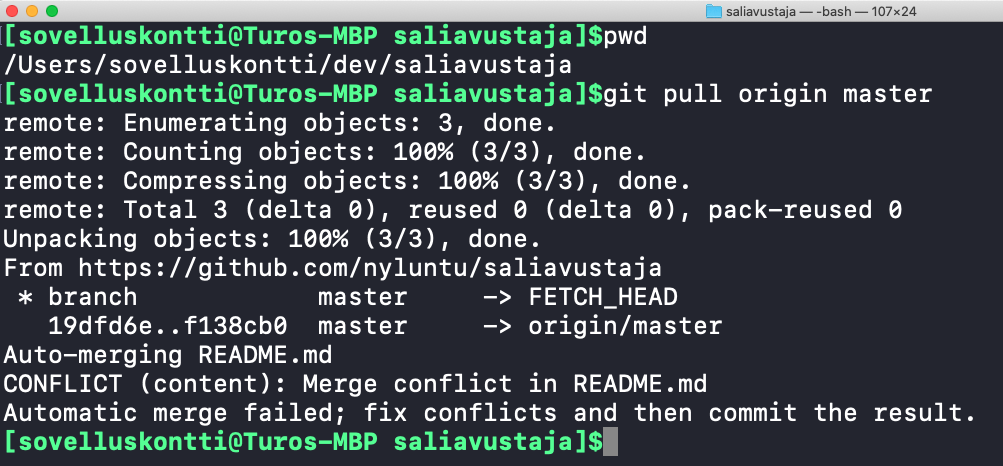 saliavustaja — -bash — 107×24
[sovelluskontti@Turos-MBP saliavustaja]$pwd
/Users/sovelluskontti/dev/saliavustaja
[sovelluskontti@Turos-MBP saliavustaja]$git pull origin master
remote: Enumerating objects: 3, done.
remote: Counting objects: 100% (3/3), done.
remote: Compressing objects: 100% (3/3), done.
remote: Total 3 (delta 0), reused 0 (delta 0), pack-reused 0
Unpacking objects: 100% (3/3), done.
From https://github.com/nyluntu/saliavustaja
 * branch            master     -> FETCH_HEAD
   19dfd6e..f138cb0  master     -> origin/master
Auto-merging README.md
CONFLICT (content): Merge conflict in README.md
Automatic merge failed; fix conflicts and then commit the result.
[sovelluskontti@Turos-MBP saliavustaja]$